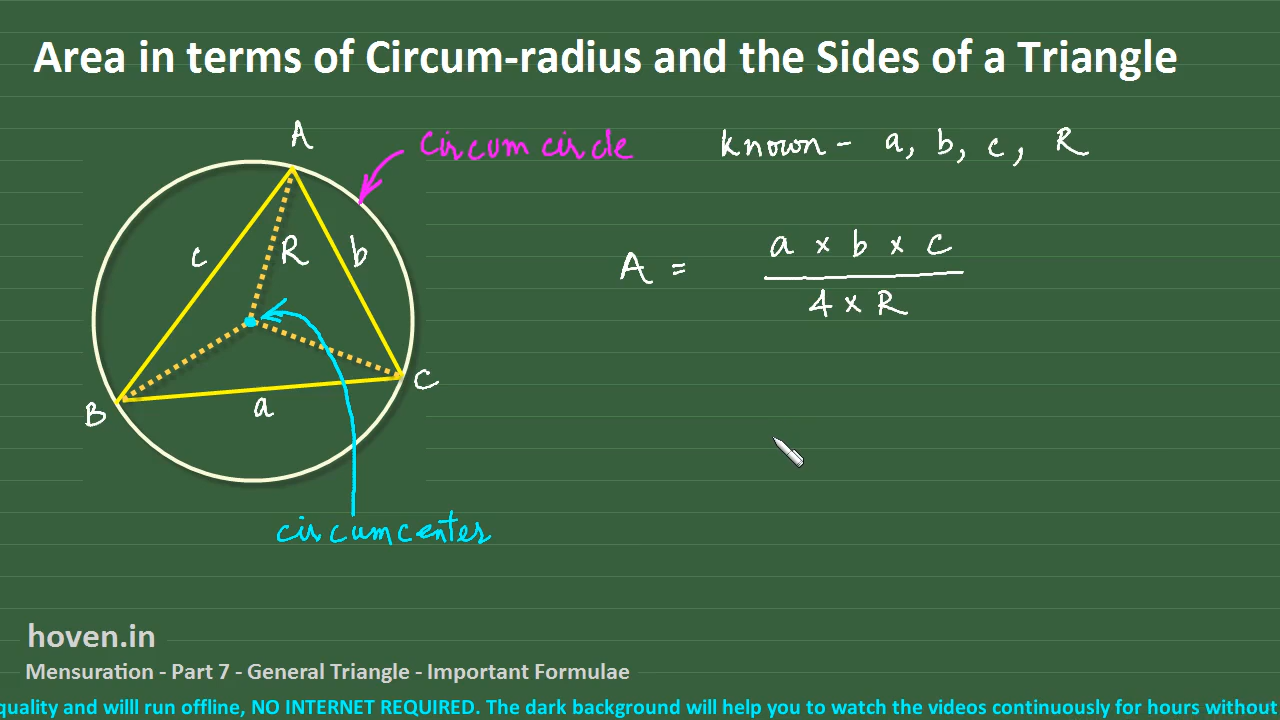 Area in terms of Circum-radius and the Sides of a Triangle
A
Circum circle
known - a, b, c, R
c
R
b
A = a x b x c
4 x R
B
a
C
circumcenter
hoven.in
Mensuration - Part 7 - General Triangle - Important Formulae
quality and willl run offline, NO INTERNET REQUIRED. The dark background will help you to watch the videos continuously for hours without